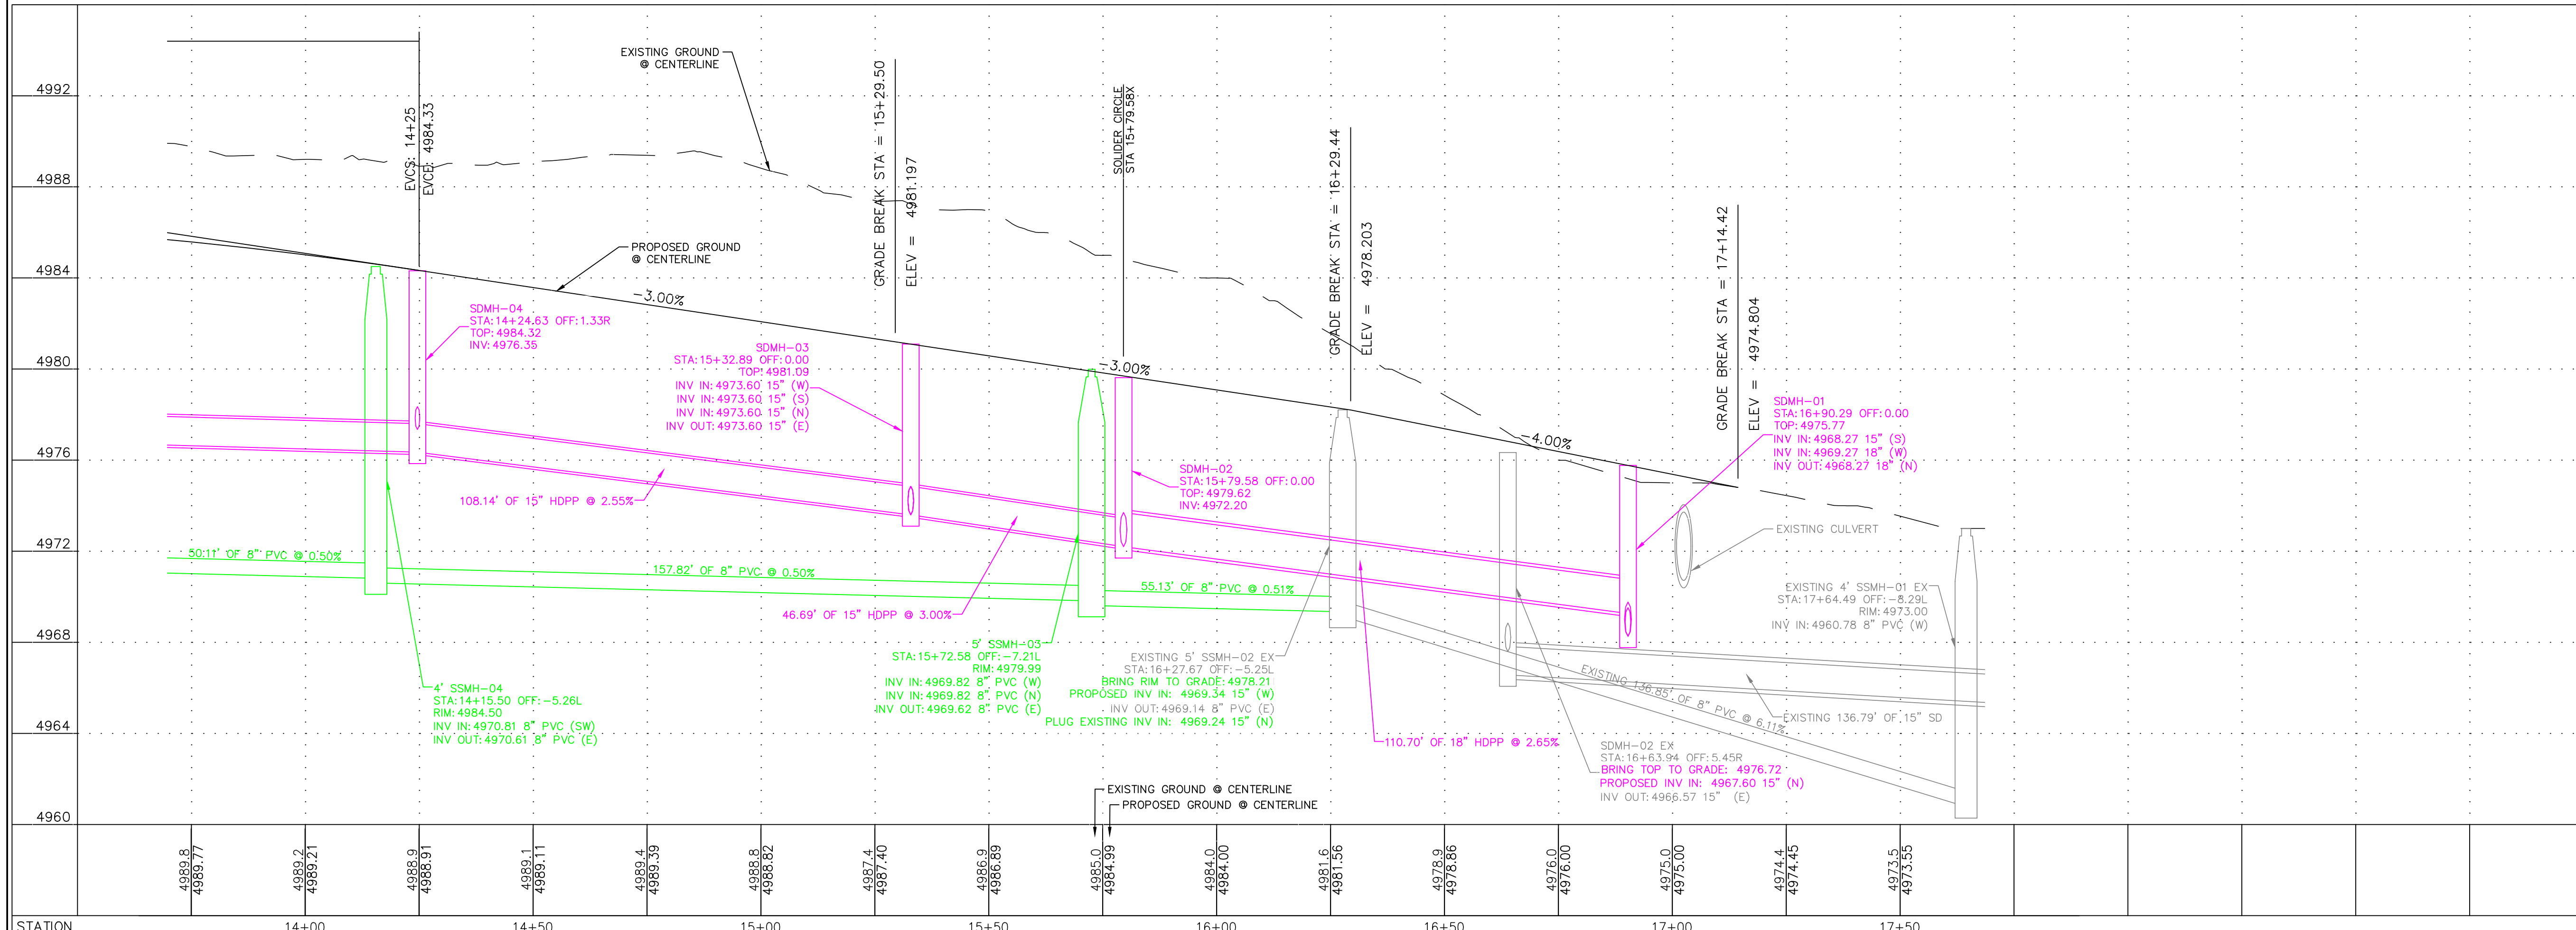 4992
4988
4984
4980
4976
4972
4968
4964
4960
EVCS: 14+25
EVCE: 4984.33
EXISTING GROUND
@ CENTERLINE
PROPOSED GROUND
@ CENTERLINE
-3.00%
GRADE BREAK STA = 15+29.50
ELEV = 4981.197
SOLIDER CIRCLE
STA 15+79.58X
-3.00%
GRADE BREAK STA = 16+29.44
ELEV = 4978.203
-4.00%
GRADE BREAK STA = 17+14.42
ELEV = 4974.804
SDMH-04
STA:14+24.63 OFF:1.33R
TOP:4984.32
INV:4976.35
SDMH-03
STA:15+32.89 OFF:0.00
TOP:4981.09
INV IN:4973.60 15" (W)
INV IN:4973.60 15" (S)
INV IN:4973.60 15" (N)
INV OUT:4973.60 15" (E)
SDMH-02
STA:15+79.58 OFF:0.00
TOP:4979.62
INV:4972.20
SDMH-01
STA:16+90.29 OFF:0.00
TOP:4975.77
INV IN:4968.27 15" (S)
INV IN:4969.27 18" (W)
INV OUT:4968.27 18" (N)
108.14' OF 15" HDPP @ 2.55%
50.11' OF 8" PVC @ 0.50%
157.82' OF 8" PVC @ 0.50%
55.13' OF 8" PVC @ 0.51%
46.69' OF 15" HDPP @ 3.00%
EXISTING CULVERT
EXISTING 4' SSMH-01 EX
STA:17+64.49 OFF:-8.29L
RIM:4973.00
INV IN:4960.78 8" PVC (W)
4' SSMH-04
STA:14+15.50 OFF:-5.26L
RIM:4984.50
INV IN:4970.81 8" PVC (SW)
INV OUT:4970.61 8" PVC (E)
5' SSMH-03
STA:15+72.58 OFF:-7.21L
RIM:4979.99
INV IN:4969.82 8" PVC (W)
INV IN:4969.82 8" PVC (N)
INV OUT:4969.62 8" PVC (E)
EXISTING 5' SSMH-02 EX
STA:16+27.67 OFF:-5.25L
BRING RIM TO GRADE:4978.21
PROPOSED INV IN: 4969.34 15" (W)
INV OUT:4969.14 8" PVC (E)
PLUG EXISTING INV IN: 4969.24 15" (N)
110.70' OF 18" HDPP @ 2.65%
EXISTING 136.85' OF 8" PVC @ 6.11%
EXISTING 136.79' OF 15" SD
SDMH-02 EX
STA:16+63.94 OFF:5.45R
BRING TOP TO GRADE: 4976.72
PROPOSED INV IN: 4967.60 15" (N)
INV OUT:4966.57 15" (E)
EXISTING GROUND @ CENTERLINE
PROPOSED GROUND @ CENTERLINE
4989.8
4989.77
4989.2
4989.21
4988.9
4988.91
4989.1
4989.11
4989.4
4989.39
4988.8
4988.82
4987.4
4987.40
4986.9
4986.89
4985.0
4984.99
4984.0
4984.00
4981.6
4981.56
4978.9
4978.86
4976.0
4976.00
4975.0
4975.00
4974.4
4974.45
4973.5
4973.55
STATION
14+00
14+50
15+00
15+50
16+00
16+50
17+00
17+50